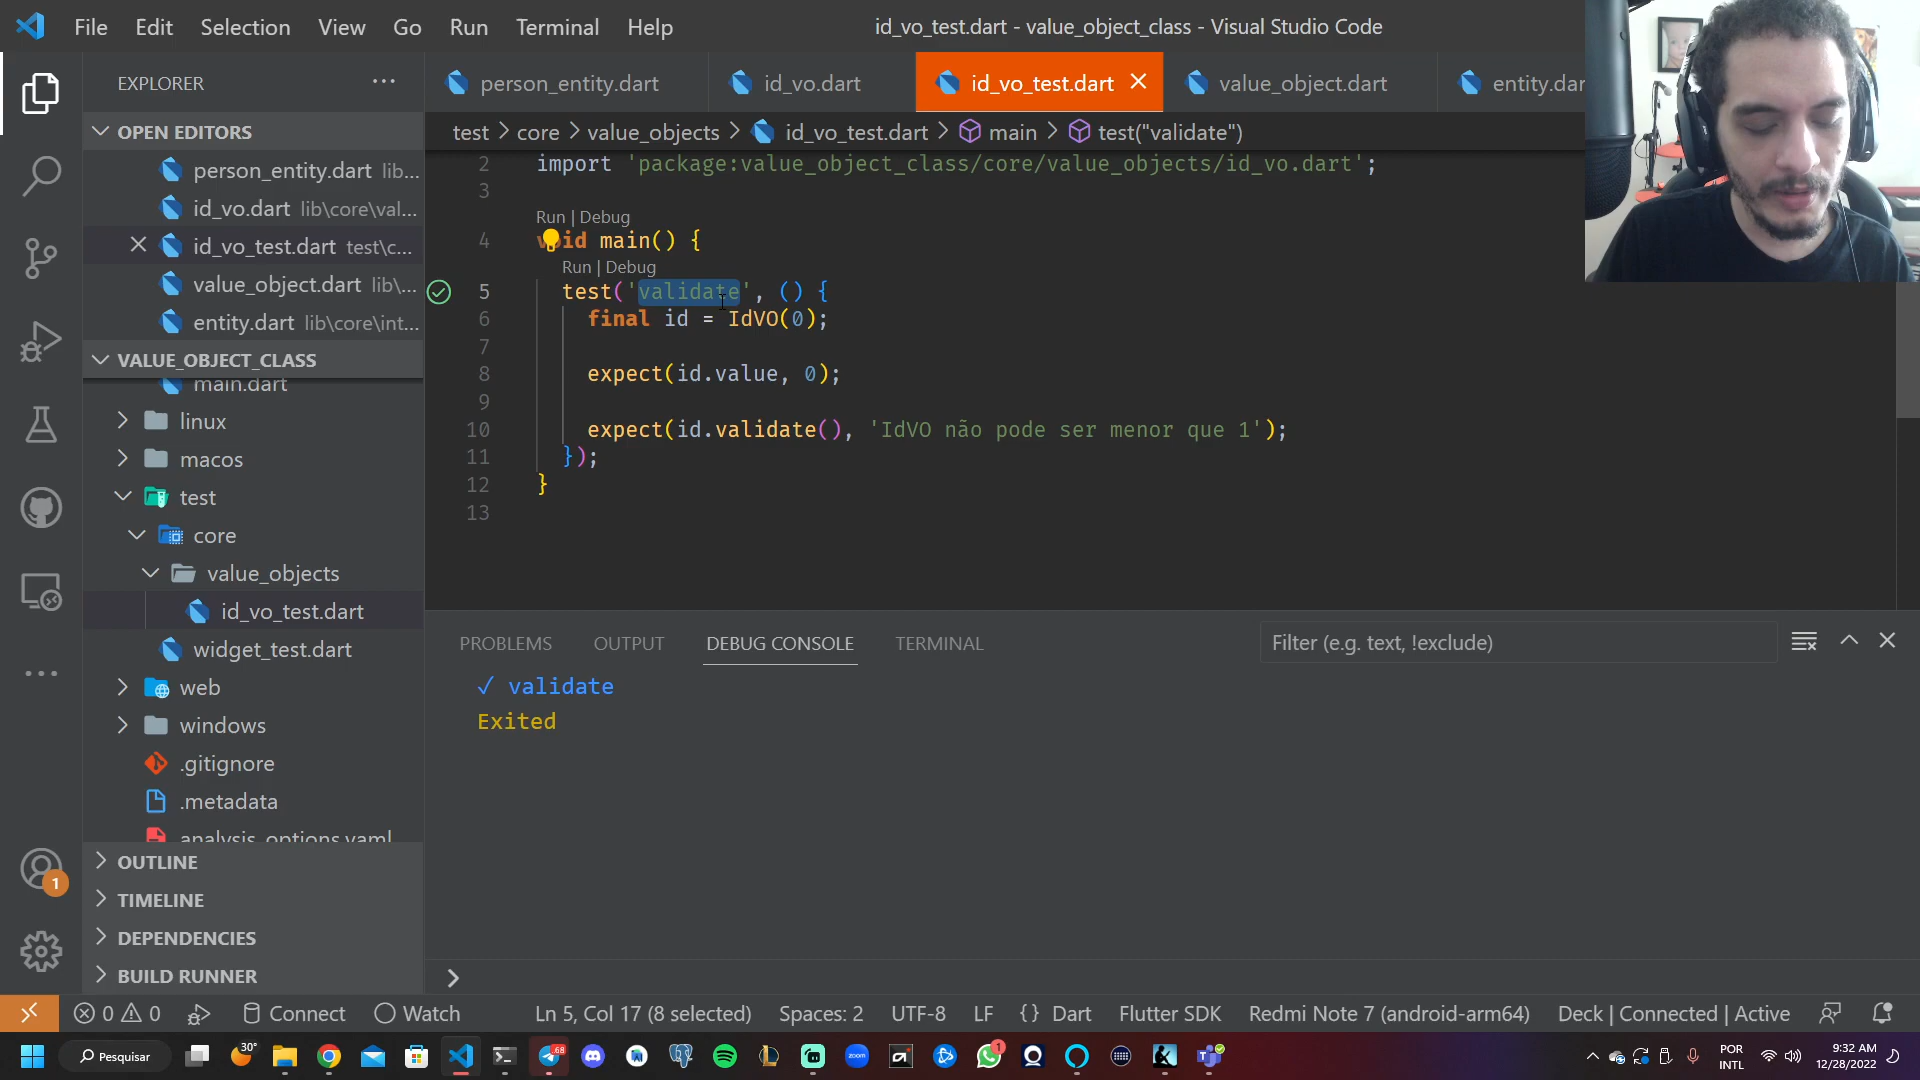 File Edit Selection View Go Run Terminal Help
id_vo_test.dart - value_object_class - Visual Studio Code
EXPLORER
person_entity.dart
id_vo.dart
id_vo_test.dart
value_object.dart
entity.dar
OPEN EDITORS
test > core > value_objects > id_vo_test.dart > main > test("validate")
person_entity.dart lib...
id_vo.dart lib\core\val...
id_vo_test.dart test\c...
value_object.dart lib\...
entity.dart lib\core\int...
VALUE_OBJECT_CLASS
main.dart
linux
macos
test
core
value_objects
id_vo_test.dart
widget_test.dart
web
windows
.gitignore
.metadata
analysis_options.yaml
OUTLINE
TIMELINE
DEPENDENCIES
BUILD RUNNER
2 import 'package:value_object_class/core/value_objects/id_vo.dart';
3
Run | Debug
4 void main() {
Run | Debug
5 test('validate', () {
6 final id = IdVO(0);
7
8 expect(id.value, 0);
9
10 expect(id.validate(), 'IdVO não pode ser menor que 1');
11 });
12 }
13
PROBLEMS OUTPUT DEBUG CONSOLE TERMINAL
Filter (e.g. text, !exclude)
✓ validate
Exited
1
0 0 Connect Watch
Ln 5, Col 17 (8 selected) Spaces: 2 UTF-8 LF {} Dart Flutter SDK Redmi Note 7 (android-arm64) Deck | Connected | Active
Pesquisar
30°
68
zoom
1
POR
INTL
9:32 AM
12/28/2022